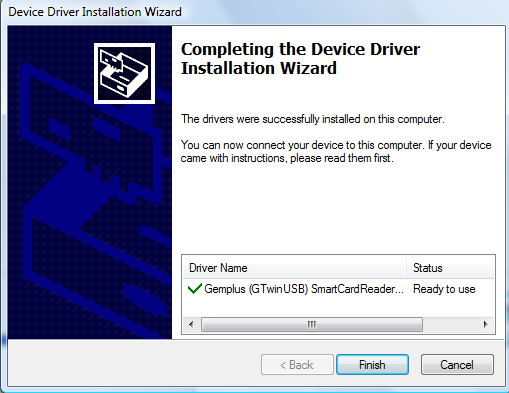 Device Driver Installation Wizard
Completing the Device Driver
Installation Wizard
The drivers were successfully installed on this computer.
You can now connect your device to this computer. If your device
came with instructions, please read them first.
Driver Name Status
Gemplus (GTwinUSB) SmartCardReader... Ready to use
< Back Finish Cancel